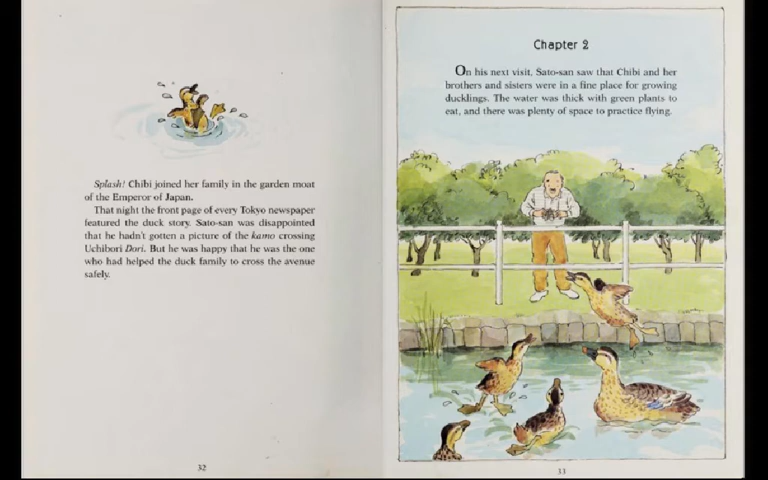 Splash! Chibi joined her family in the garden moat
of the Emperor of Japan.
That night the front page of every Tokyo newspaper
featured the duck story. Sato-san was disappointed
that he hadn't gotten a picture of the kamo crossing
Uchibori Dori. But he was happy that he was the one
who had helped the duck family to cross the avenue
safely.
32
Chapter 2
On his next visit, Sato-san saw that Chibi and her
brothers and sisters were in a fine place for growing
ducklings. The water was thick with green plants to
eat, and there was plenty of space to practice flying.
33